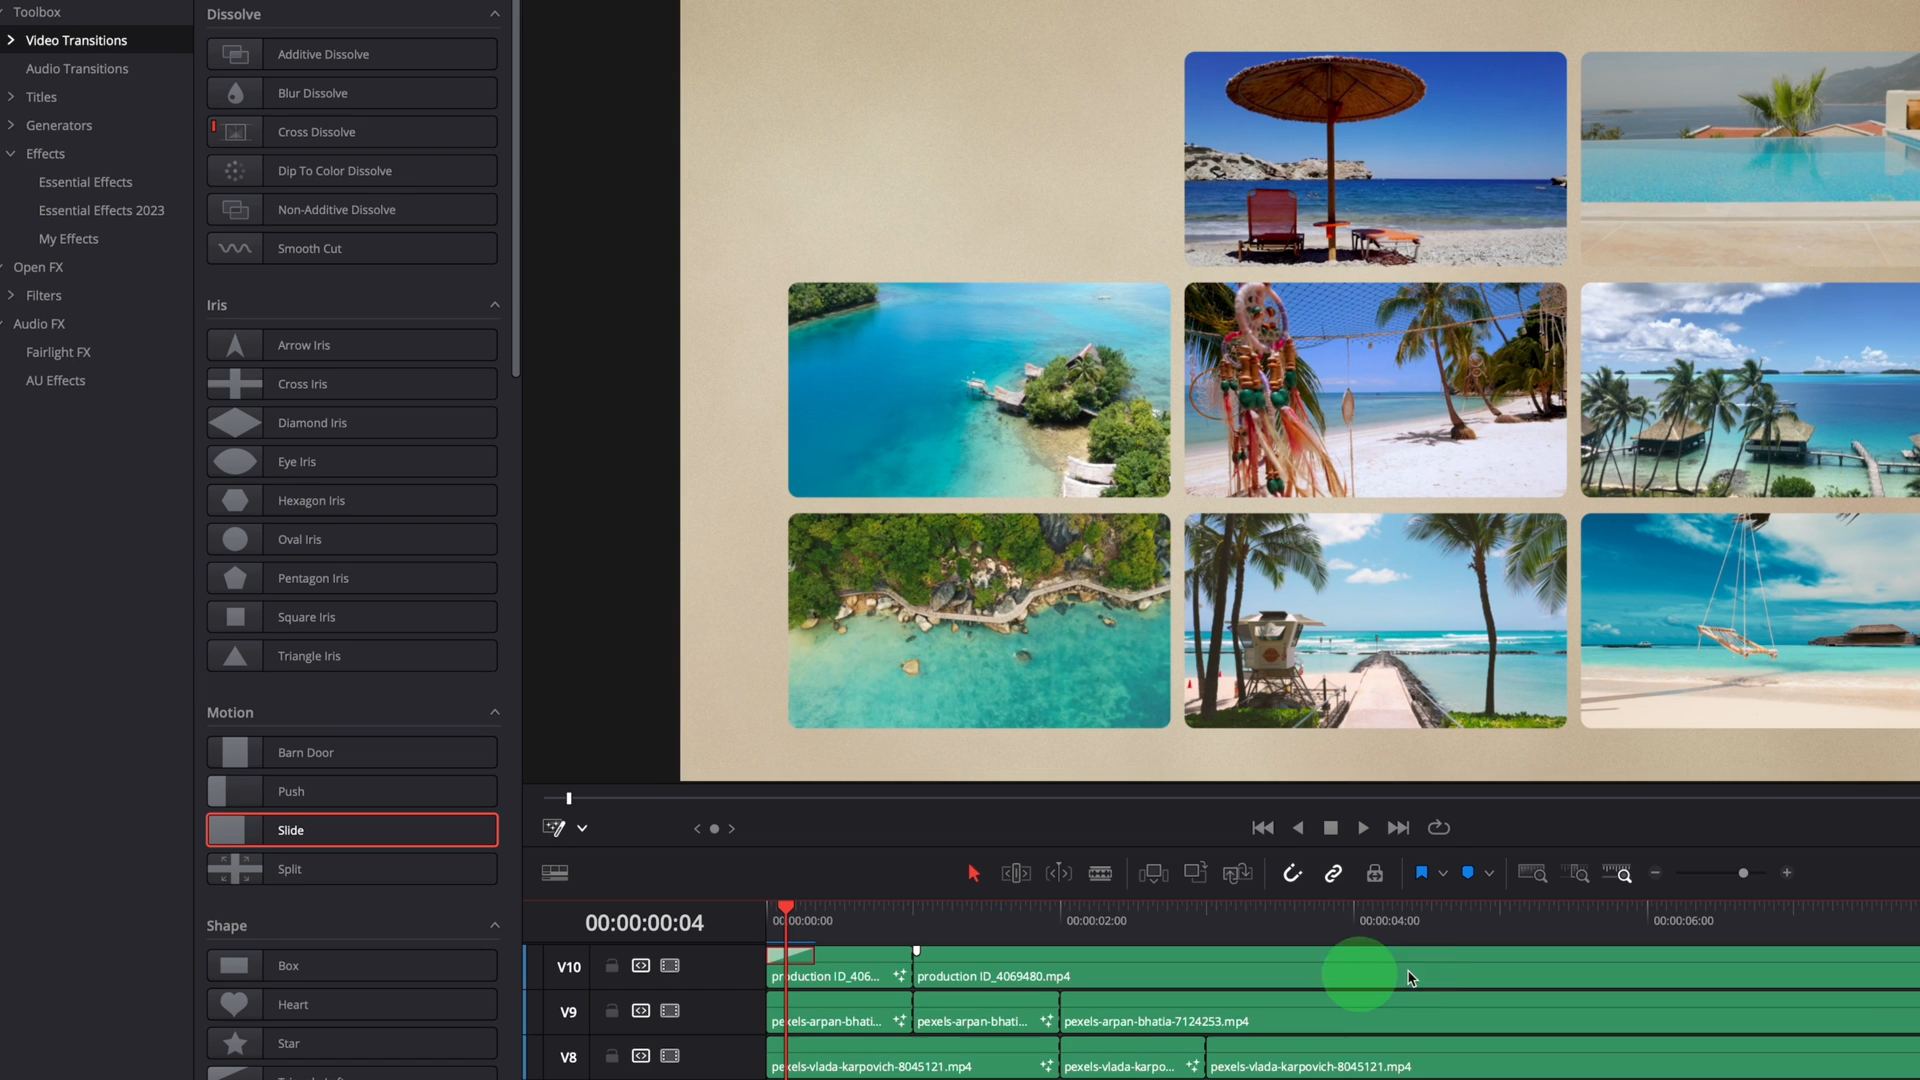 Toolbox
Video Transitions
Audio Transitions
Titles
Generators
Effects
Essential Effects
Essential Effects 2023
My Effects
Open FX
Filters
Audio FX
Fairlight FX
AU Effects
Dissolve
Additive Dissolve
Blur Dissolve
Cross Dissolve
Dip To Color Dissolve
Non-Additive Dissolve
Smooth Cut
Iris
Arrow Iris
Cross Iris
Diamond Iris
Eye Iris
Hexagon Iris
Oval Iris
Pentagon Iris
Square Iris
Triangle Iris
Motion
Barn Door
Push
Slide
Split
Shape
Box
Heart
Star
00:00:00:04
00:00:00:00
00:00:02:00
00:00:04:00
00:00:06:00
V10
production ID_406...
production ID_4069480.mp4
V9
pexels-arpan-bhati...
pexels-arpan-bhati...
pexels-arpan-bhatia-7124253.mp4
V8
pexels-vlada-karpovich-8045121.mp4
pexels-vlada-karpo...
pexels-vlada-karpovich-8045121.mp4